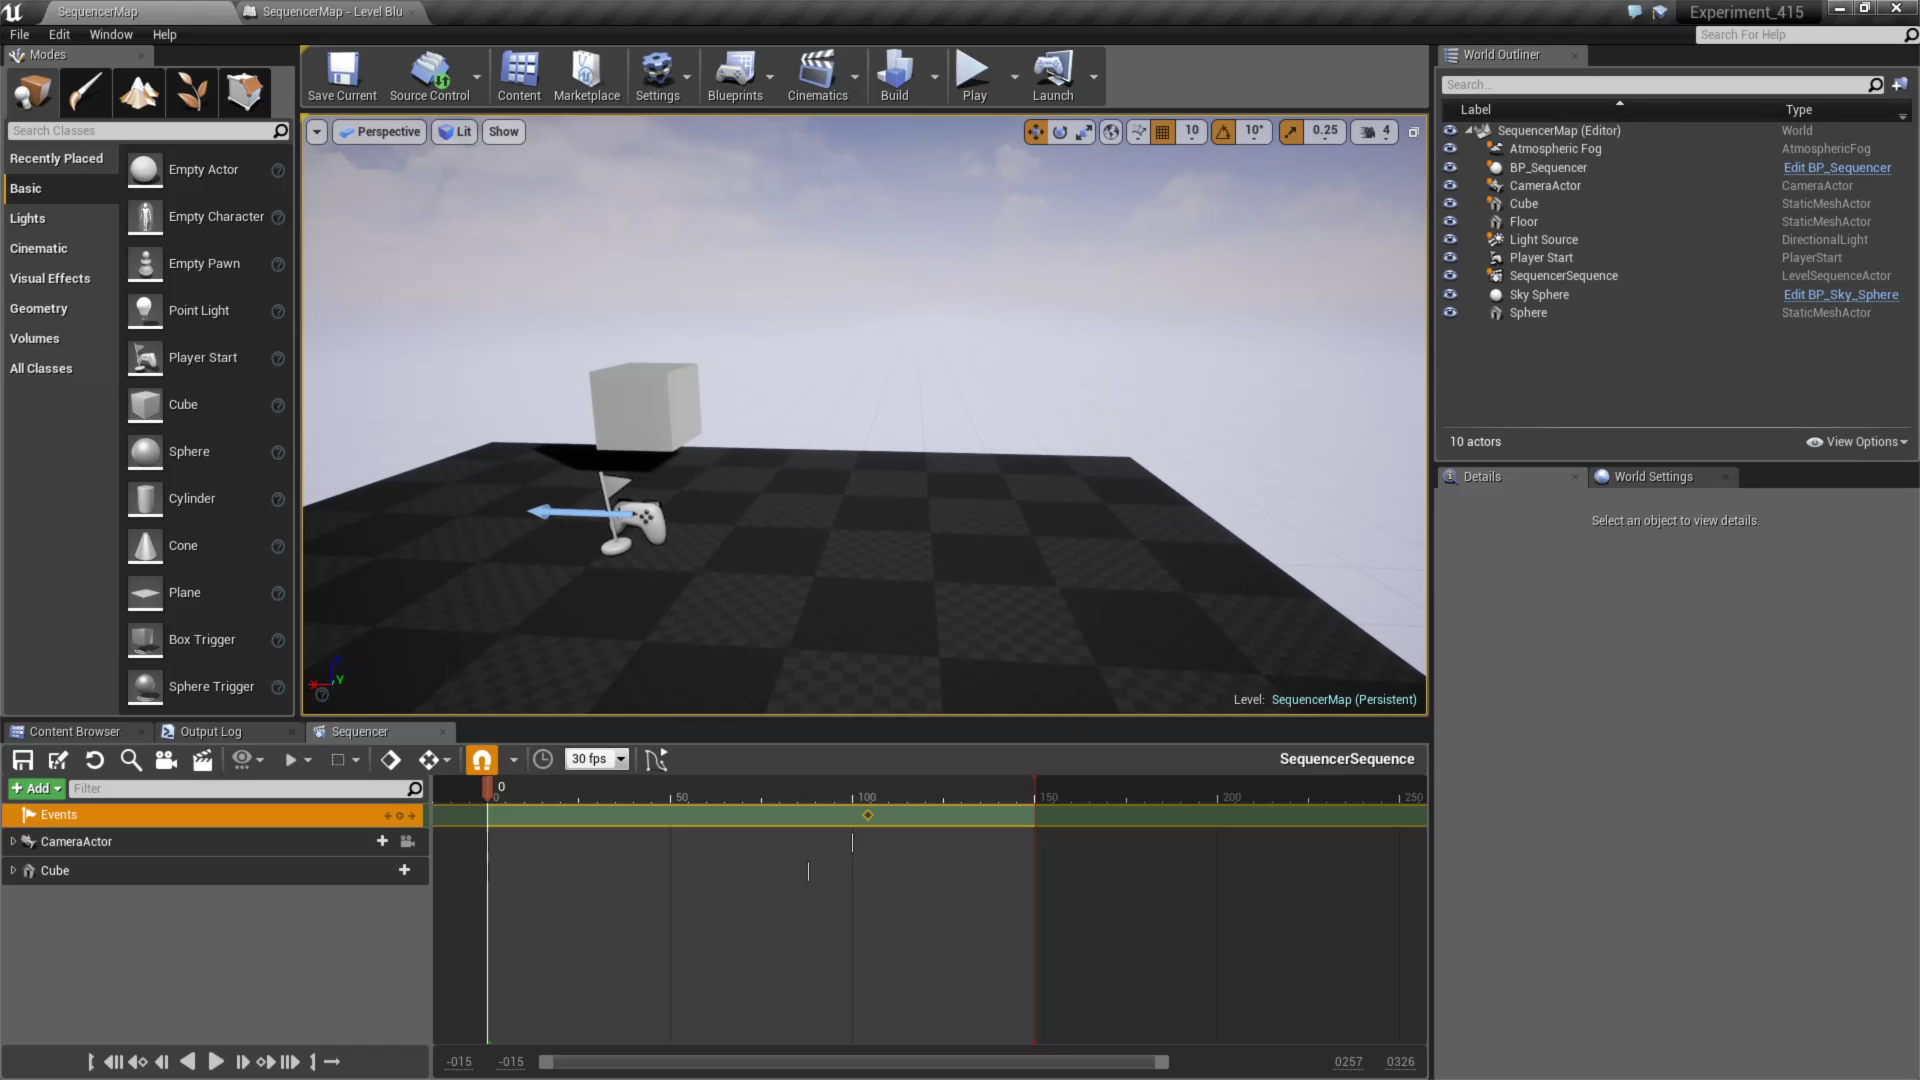 SequencerMap
SequencerMap - Level Blu
Experiment_415
File
Edit
Window
Help
Search For Help
Modes
Save Current
Source Control
Content
Marketplace
Settings
Blueprints
Cinematics
Build
Play
Launch
World Outliner
Search...
Label
Type
Search Classes
Recently Placed
Basic
Lights
Cinematic
Visual Effects
Geometry
Volumes
All Classes
Empty Actor
Empty Character
Empty Pawn
Point Light
Player Start
Cube
Sphere
Cylinder
Cone
Plane
Box Trigger
Sphere Trigger
Perspective
Lit
Show
10
10°
0.25
4
X
Y
Level: SequencerMap (Persistent)
SequencerMap (Editor) World
Atmospheric Fog AtmosphericFog
BP_Sequencer Edit BP_Sequencer
CameraActor CameraActor
Cube StaticMeshActor
Floor StaticMeshActor
Light Source DirectionalLight
Player Start PlayerStart
SequencerSequence LevelSequenceActor
Sky Sphere Edit BP_Sky_Sphere
Sphere StaticMeshActor
10 actors
View Options
Details
World Settings
Select an object to view details.
Content Browser
Output Log
Sequencer
30 fps
SequencerSequence
+ Add
Filter
0
0 50 100 150 200 250
Events
CameraActor
Cube
-015 -015 0257 0326